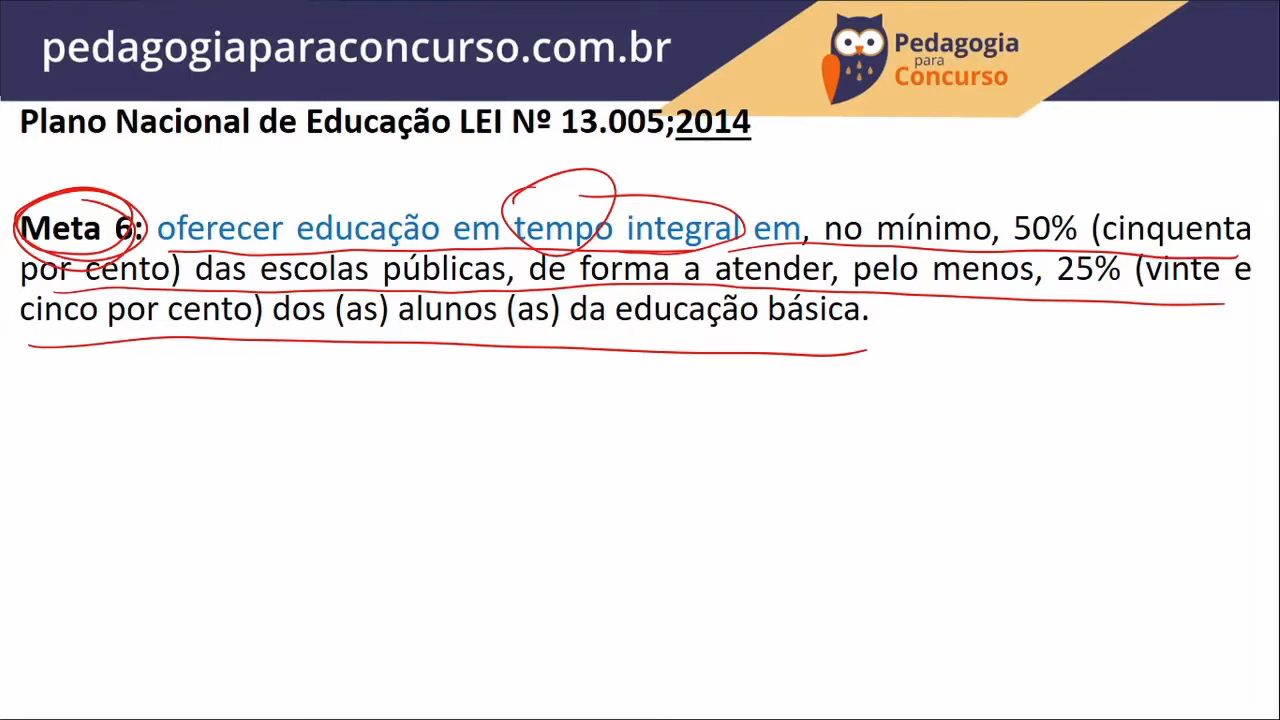 pedagogiaparaconcurso.com.br
Pedagogia
para
Concurso
Plano Nacional de Educação LEI Nº 13.005;2014
Meta 6: oferecer educação em tempo integral em, no mínimo, 50% (cinquenta
por cento) das escolas públicas, de forma a atender, pelo menos, 25% (vinte e
cinco por cento) dos (as) alunos (as) da educação básica.